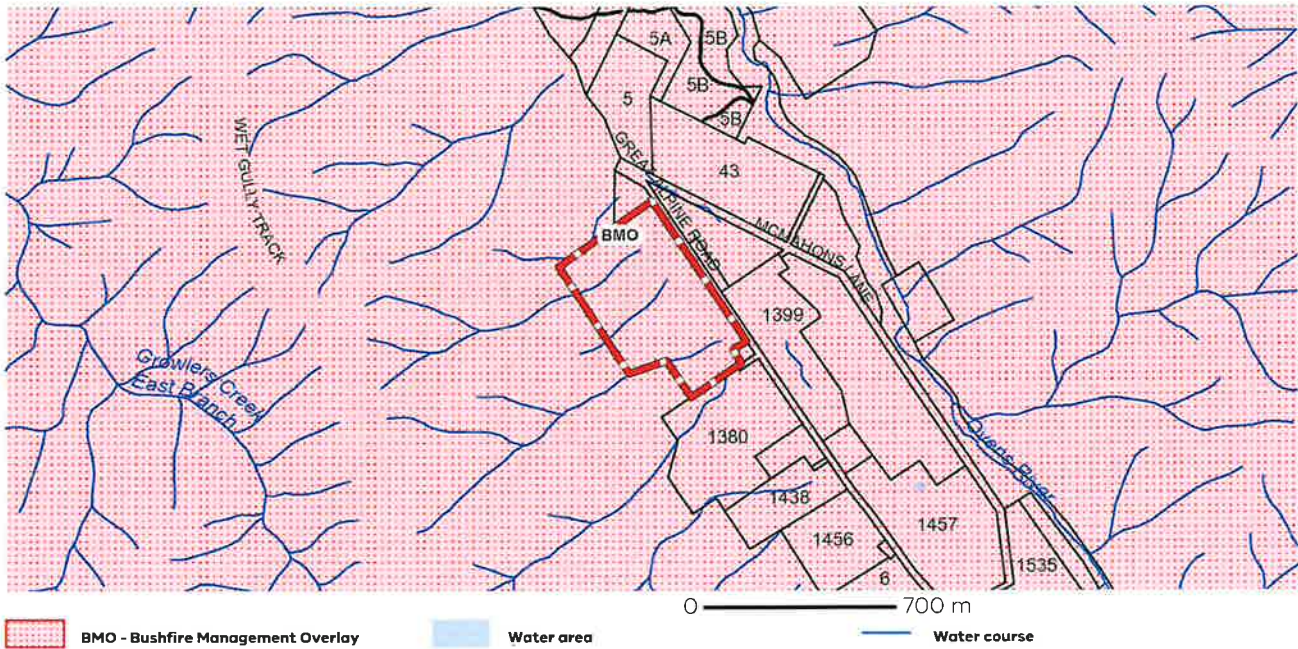 5A
5B
5B
5
5B
43
WET GULLY TRACK
GREAT ALPINE ROAD
BMO
MCMAHONS LANE
1399
Growlers Creek
East Branch
1380
Ovens River
1438
1457
1456
1535
6
0 700 m
BMO - Bushfire Management Overlay
Water area
Water course